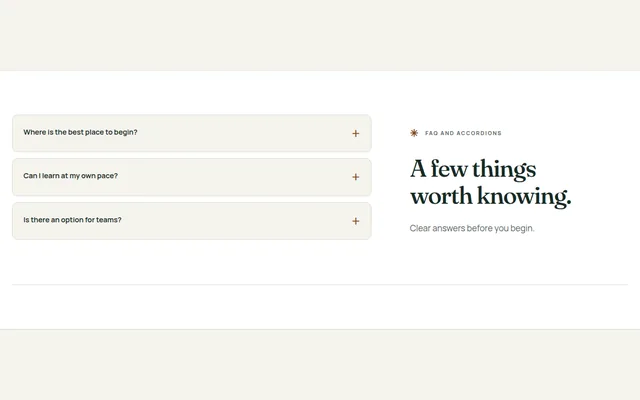 Where is the best place to begin?
Can I learn at my own pace?
Is there an option for teams?
FAQ AND ACCORDIONS
A few things
worth knowing.
Clear answers before you begin.